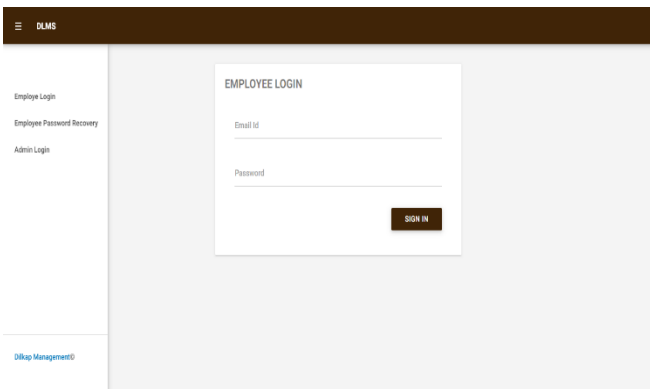 DLMS
Employe Login
Employee Password Recovery
Admin Login
Dilkap Management©
EMPLOYEE LOGIN
Email Id
Password
SIGN IN